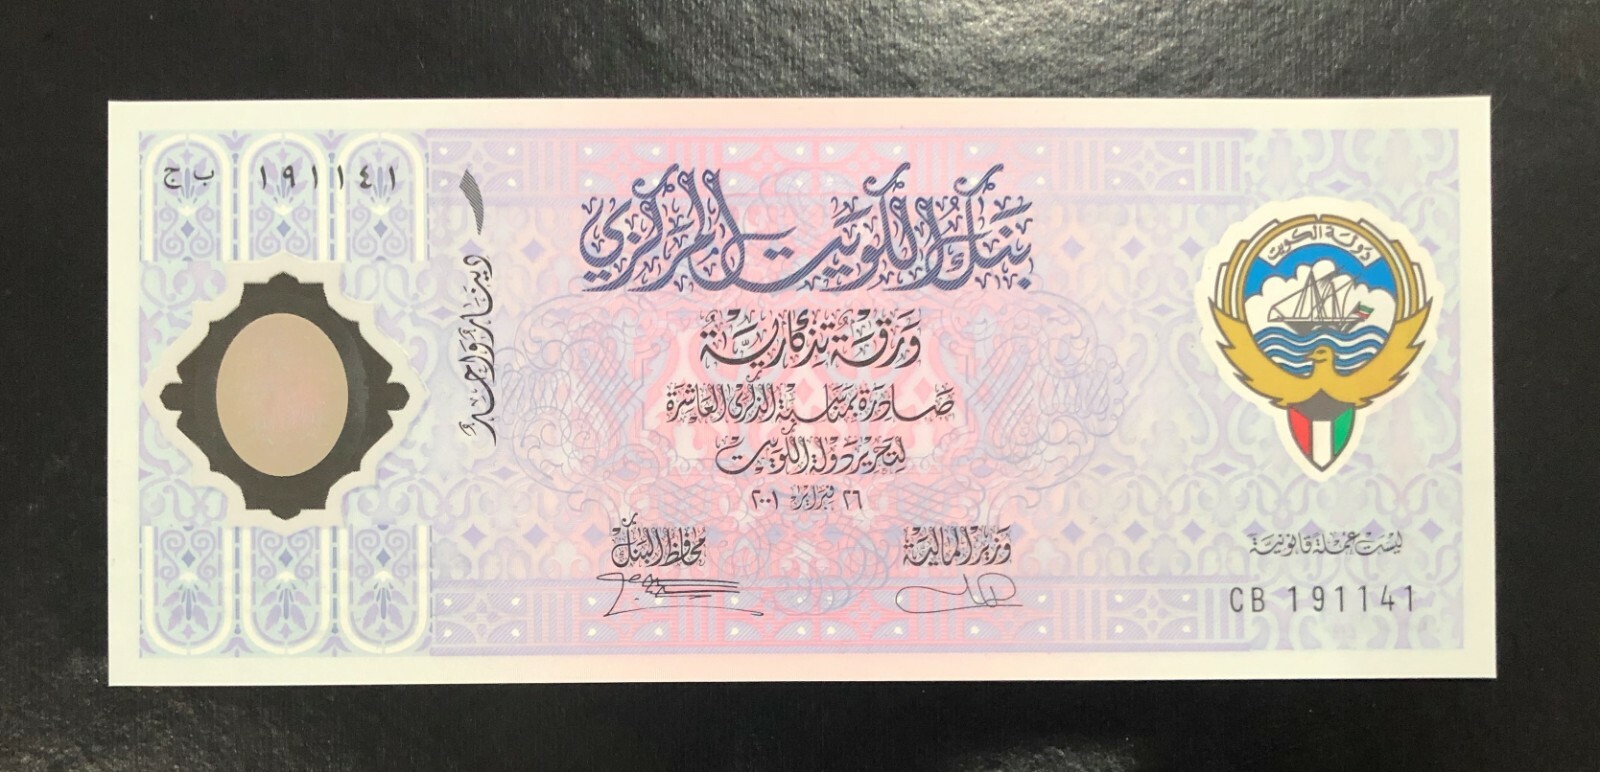 ج ب ١٩١١٤١
١
دينار واحد
بنك الكويت المركزي
وَرَقة تذكارية
صادرة بمناسبة الذكرى العاشرة
لتحرير دولة الكويت
٢٦ فبراير ٢٠٠١
وزير المالية
محافظ البنك
دولة الكويت
ليست عملة قانونية
CB 191141